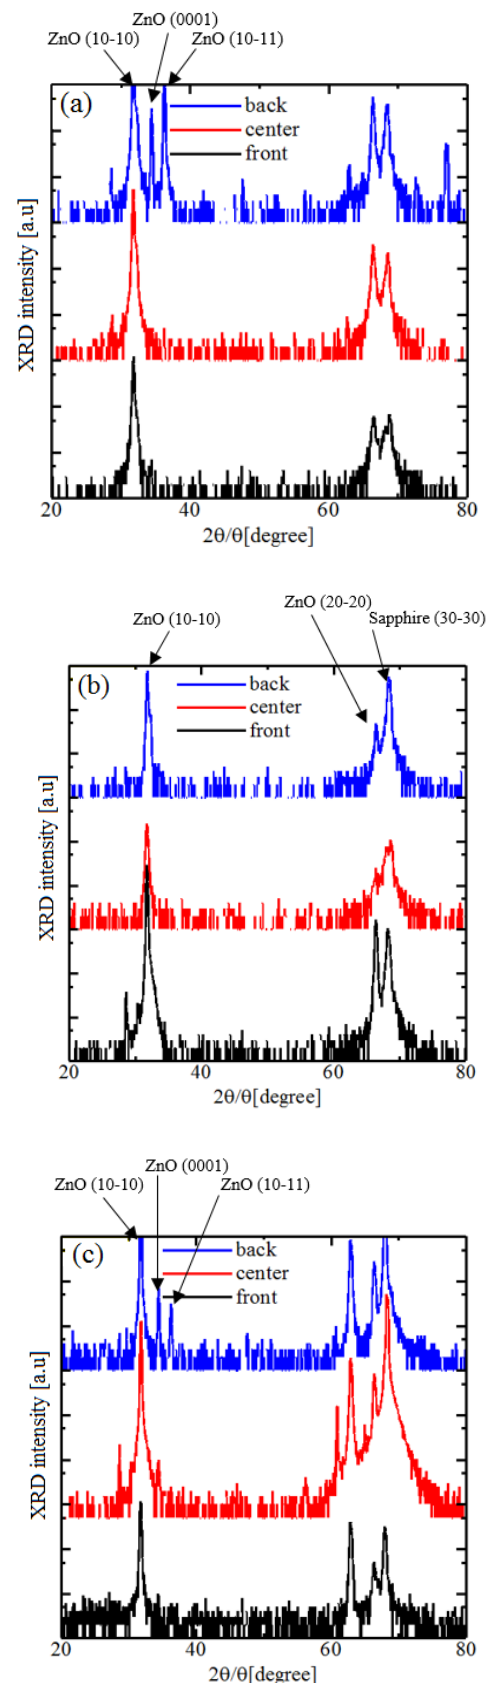 ZnO (0001)
ZnO (10-10)
ZnO (10-11)
(a)
back
center
front
XRD intensity [a.u]
20
40
60
80
2θ/θ[degree]
ZnO (20-20)
ZnO (10-10)
Sapphire (30-30)
(b)
back
center
front
XRD intensity [a.u]
20
40
60
80
2θ/θ[degree]
ZnO (0001)
ZnO (10-10)
ZnO (10-11)
(c)
back
center
front
XRD intensity [a.u]
20
40
60
80
2θ/θ[degree]